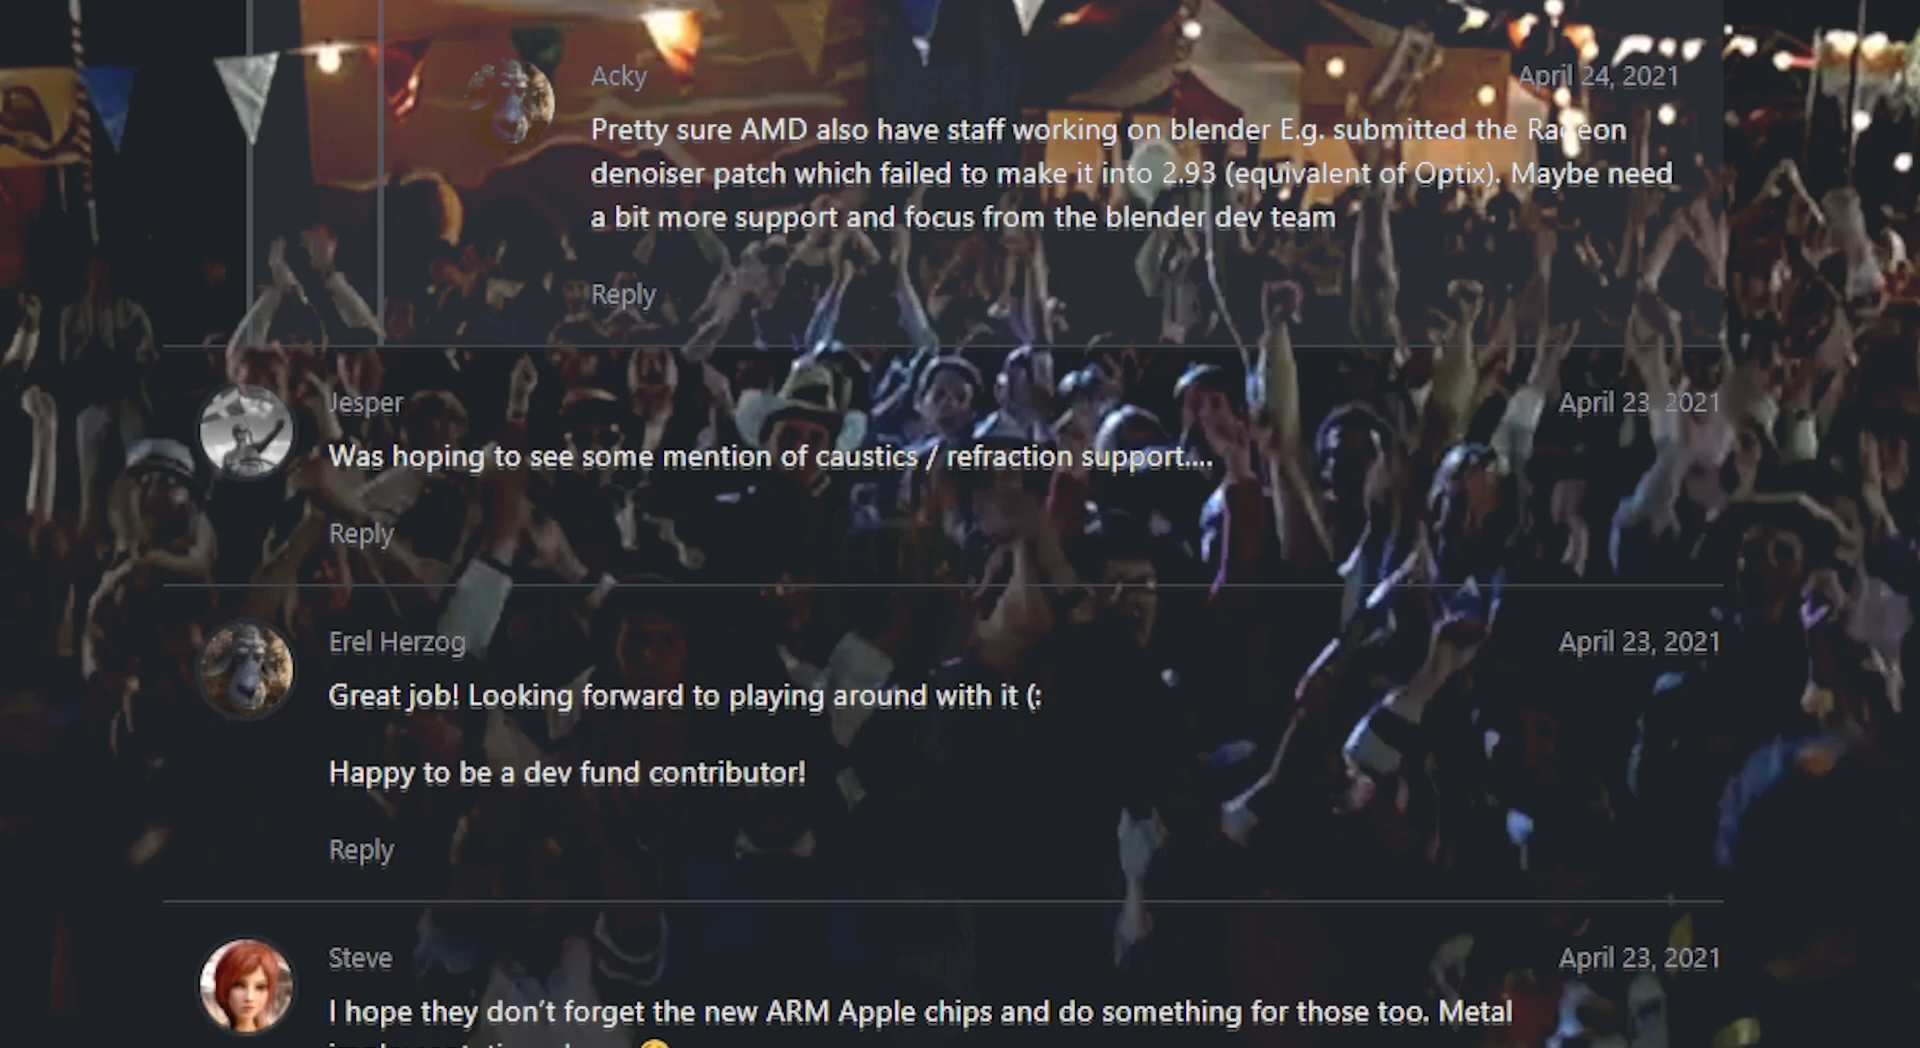 Acky
April 24, 2021
Pretty sure AMD also have staff working on blender E.g. submitted the Radeon
denoiser patch which failed to make it into 2.93 (equivalent of Optix). Maybe need
a bit more support and focus from the blender dev team
Reply
Jesper
April 23, 2021
Was hoping to see some mention of caustics / refraction support....
Reply
Erel Herzog
April 23, 2021
Great job! Looking forward to playing around with it (:
Happy to be a dev fund contributor!
Reply
Steve
April 23, 2021
I hope they don’t forget the new ARM Apple chips and do something for those too. Metal